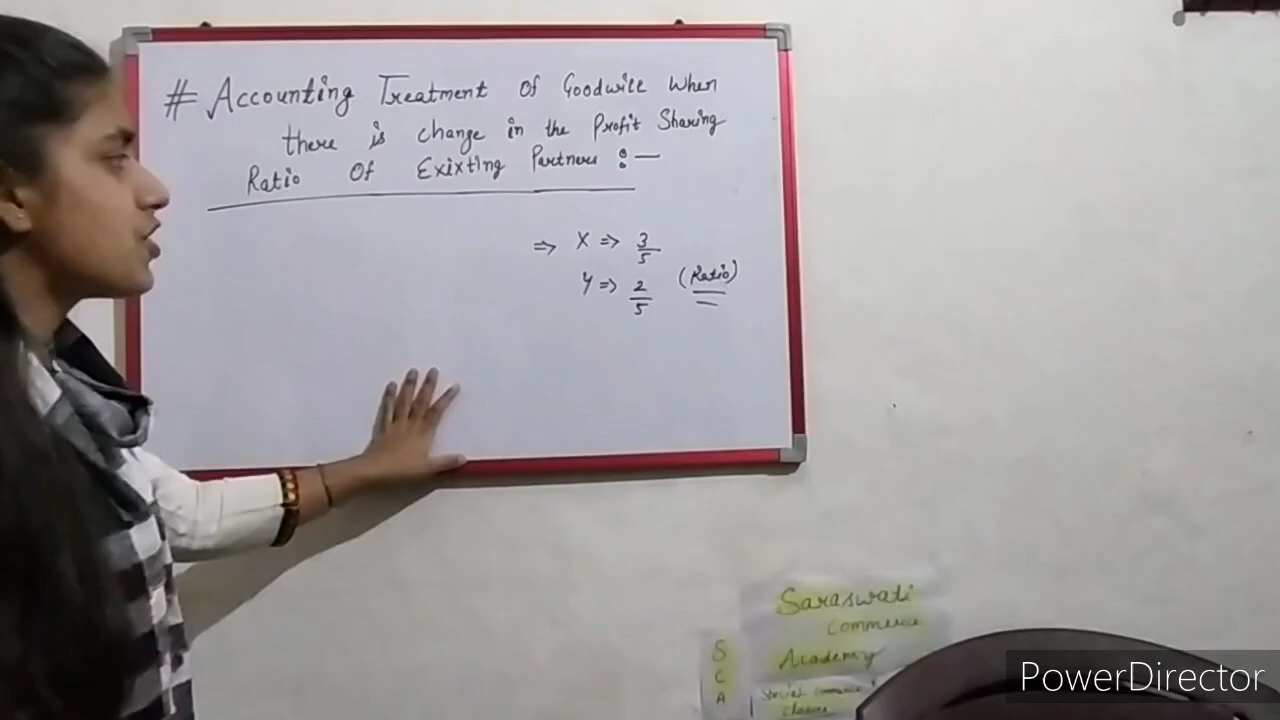 # Accounting Treatment Of Goodwill When
there is change in the Profit Sharing
Ratio Of Exixting Partners :—
⇒ X ⇒ 3/5
Y ⇒ 2/5 (Ratio)
Saraswati
Commerce
Academy
S
C
A
Classes
PowerDirector